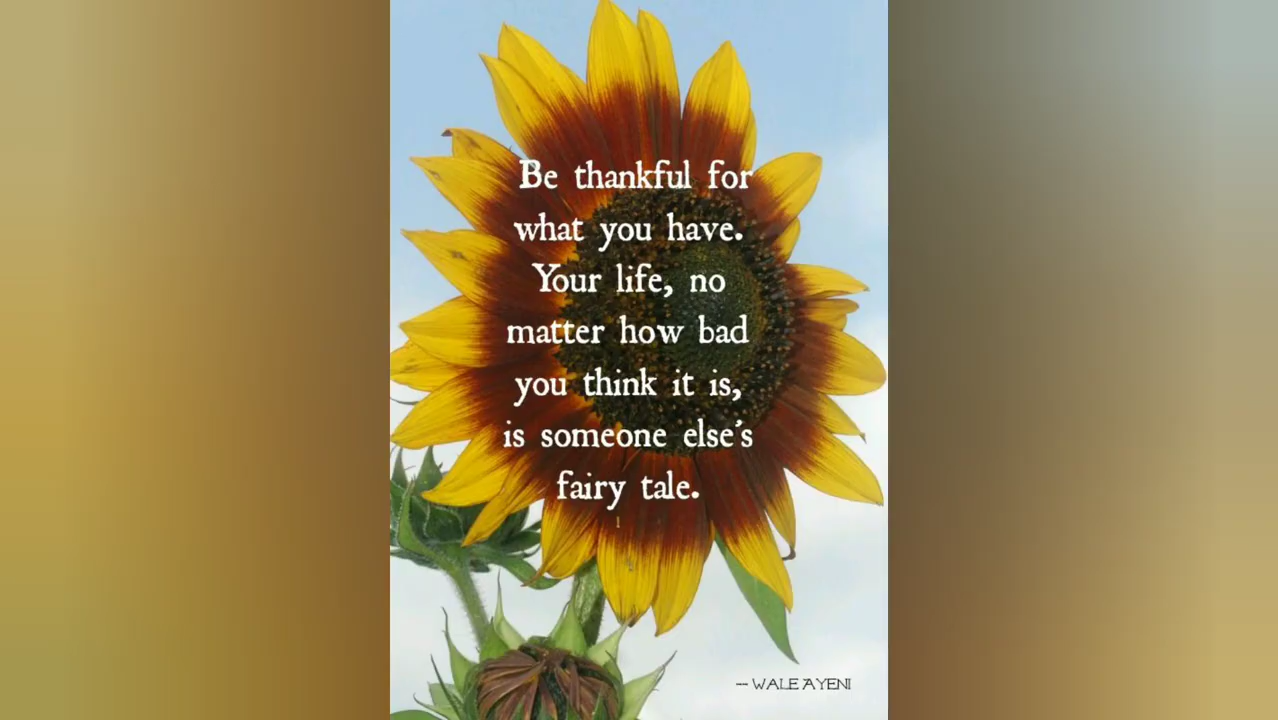 Be thankful for
what you have.
Your life, no
matter how bad
you think it is,
is someone else's
fairy tale.
--- WALE AYENI